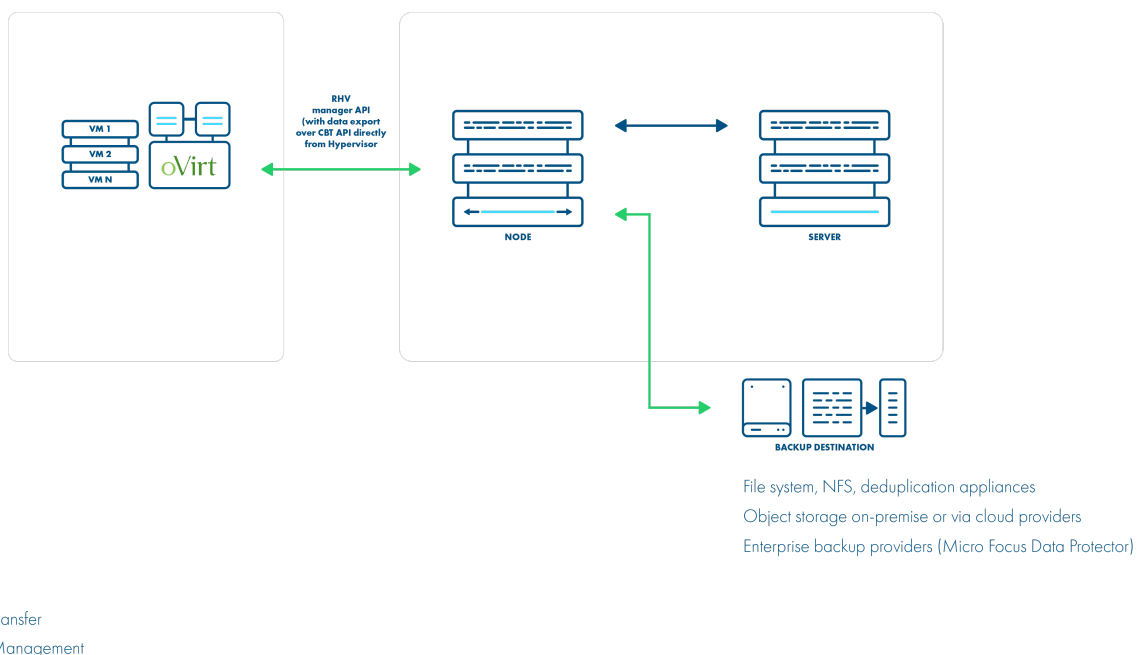 RHV
manager API
(with data export
over CBT API directly
from Hypervisor
VM 1
VM 2
VM N
oVirt
NODE
SERVER
BACKUP DESTINATION
File system, NFS, deduplication appliances
Object storage on-premise or via cloud providers
Enterprise backup providers (Micro Focus Data Protector)
ansfer
Management